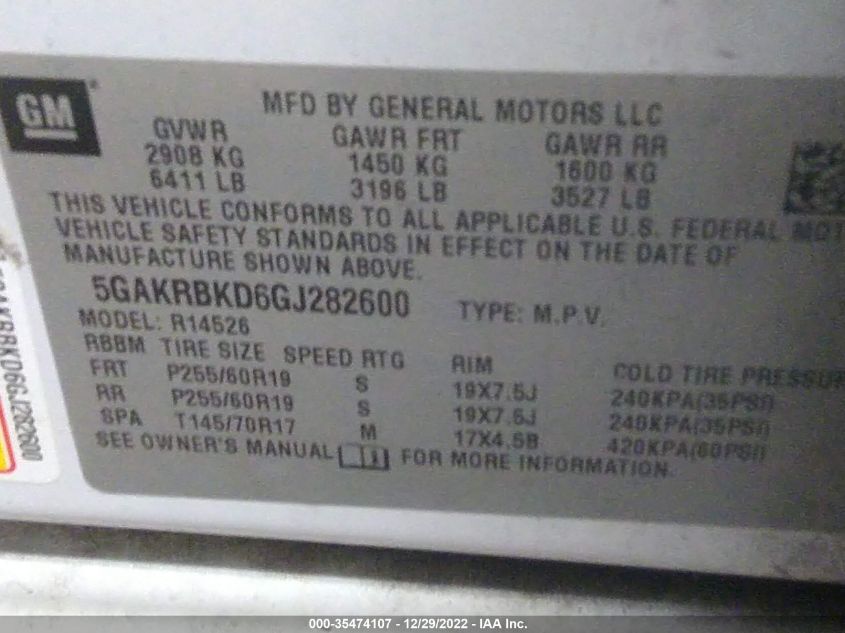 GM
MFD BY GENERAL MOTORS LLC
GVWR GAWR FRT GAWR RR
2908 KG 1450 KG 1600 KG
6411 LB 3196 LB 3527 LB
THIS VEHICLE CONFORMS TO ALL APPLICABLE U.S. FEDERAL MOT
VEHICLE SAFETY STANDARDS IN EFFECT ON THE DATE OF
MANUFACTURE SHOWN ABOVE.
5GAKRBKD6GJ282600 TYPE: M.P.V.
MODEL: R14526
RBBM TIRE SIZE SPEED RTG RIM COLD TIRE PRESSUR
FRT P255/60R19 S 19X7.5J 240KPA(35PSI)
RR P255/60R19 S 19X7.5J 240KPA(35PSI)
SPA T145/70R17 M 17X4.5B 420KPA(60PSI)
SEE OWNER'S MANUAL FOR MORE INFORMATION.
5GAKRBKD6GJ282600
000-35474107 - 12/29/2022 - IAA Inc.